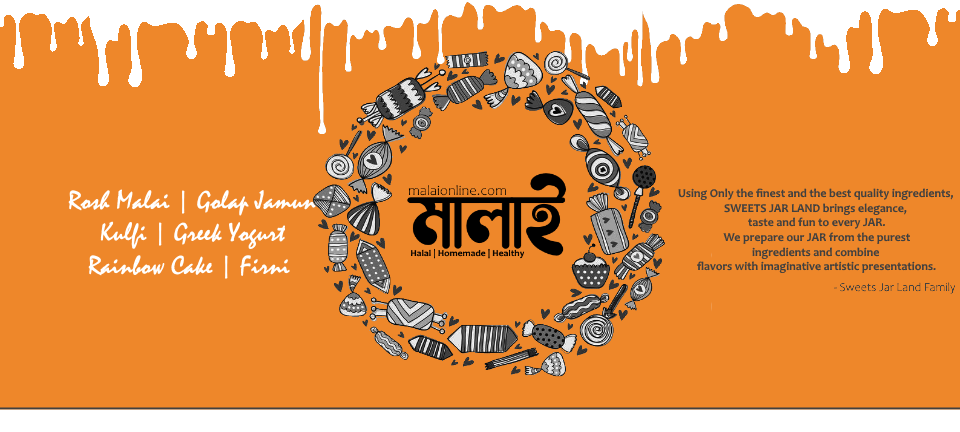 Rosh Malai | Golap Jamun
Kulfi | Greek Yogurt
Rainbow Cake | Firni
malaionline.com
মালাই
Halal | Homemade | Healthy
Using Only the finest and the best quality ingredients,
SWEETS JAR LAND brings elegance,
taste and fun to every JAR.
We prepare our JAR from the purest
ingredients and combine
flavors with imaginative artistic presentations.
- Sweets Jar Land Family